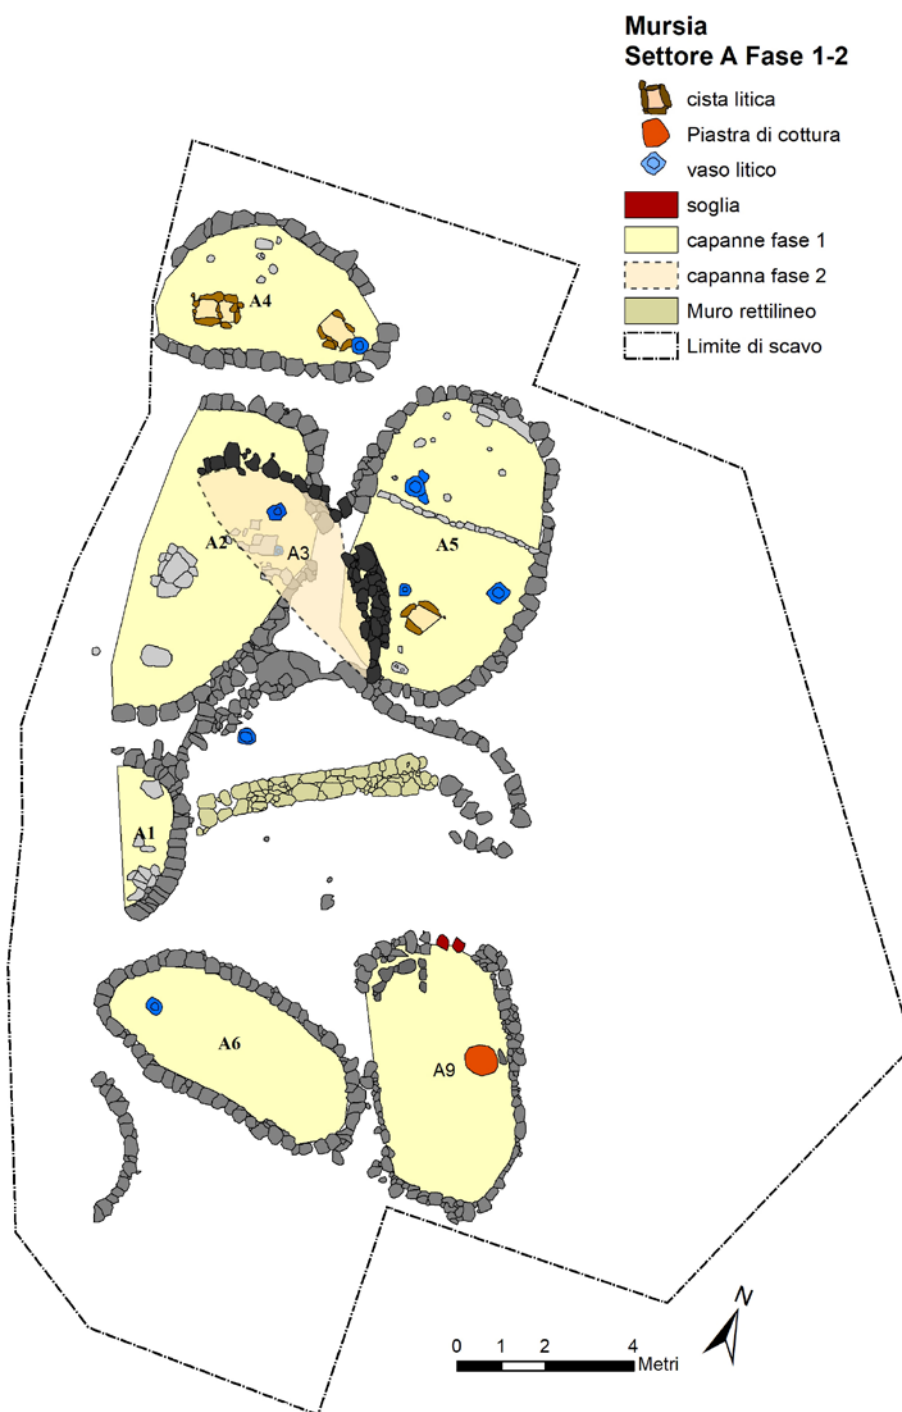 Mursia
Settore A Fase 1-2
cista litica
Piastra di cottura
vaso litico
soglia
capanne fase 1
capanna fase 2
Muro rettilineo
Limite di scavo
A4
A2
A3
A5
A1
A6
A9
N
0 1 2 4
Metri